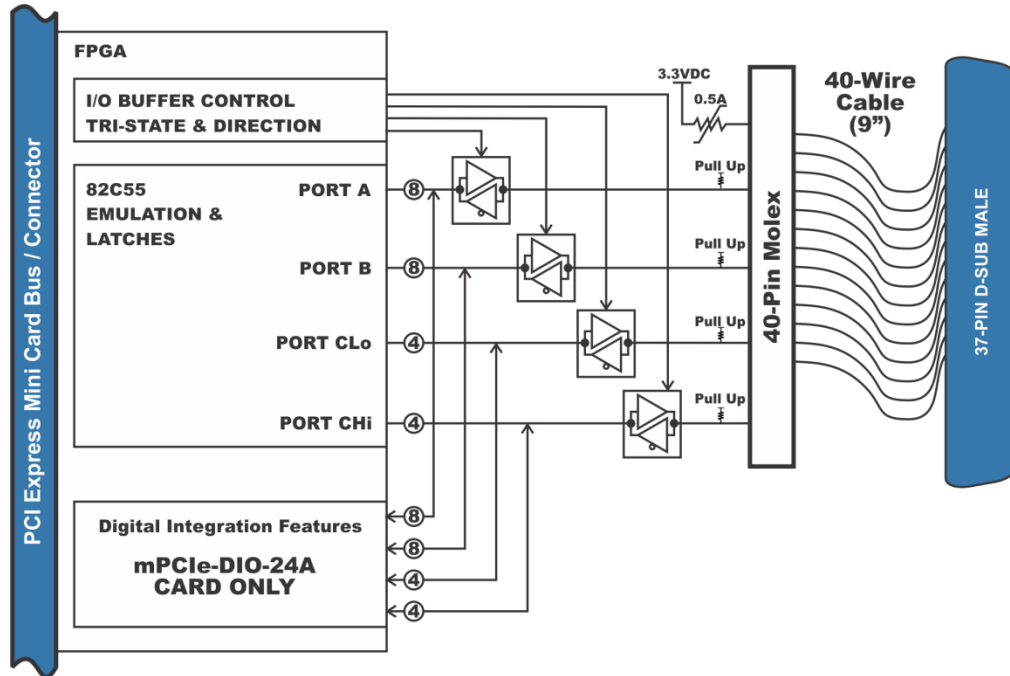 PCI Express Mini Card Bus / Connector
FPGA
I/O BUFFER CONTROL
TRI-STATE & DIRECTION
82C55
EMULATION &
LATCHES
PORT A
8
PORT B
8
PORT CLo
4
PORT CHi
4
Digital Integration Features
mPCIe-DIO-24A
CARD ONLY
8
8
4
4
3.3VDC
0.5A
Pull Up
Pull Up
Pull Up
Pull Up
40-Pin Molex
40-Wire
Cable
(9”)
37-PIN D-SUB MALE